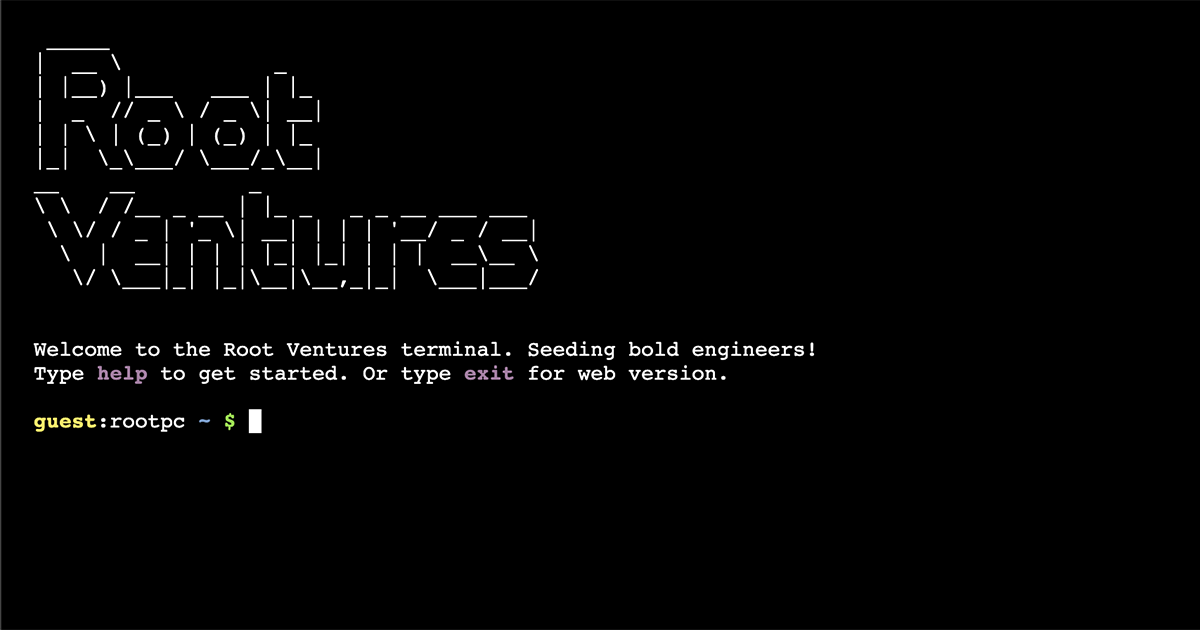 Root
Ventures
Welcome to the Root Ventures terminal. Seeding bold engineers!
Type help to get started. Or type exit for web version.
guest:rootpc ~ $